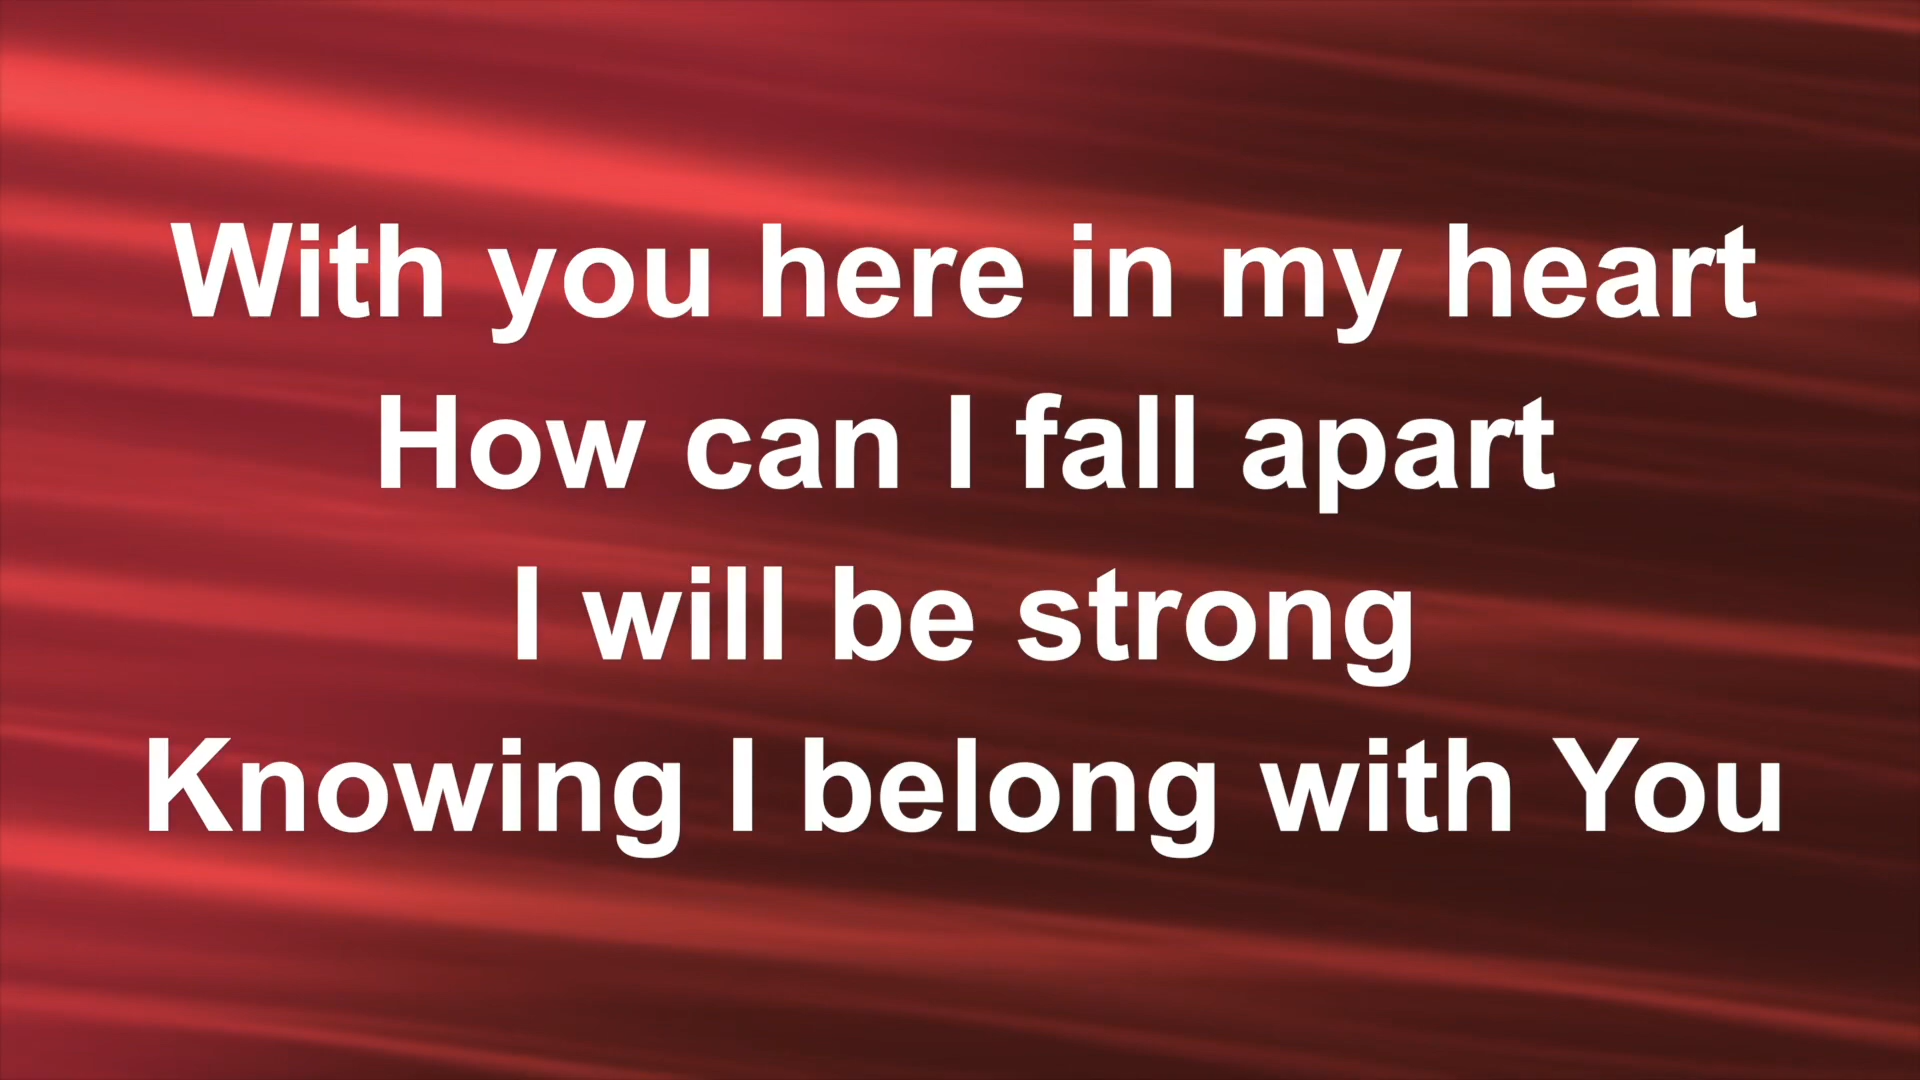 With you here in my heart
How can I fall apart
I will be strong
Knowing I belong with You